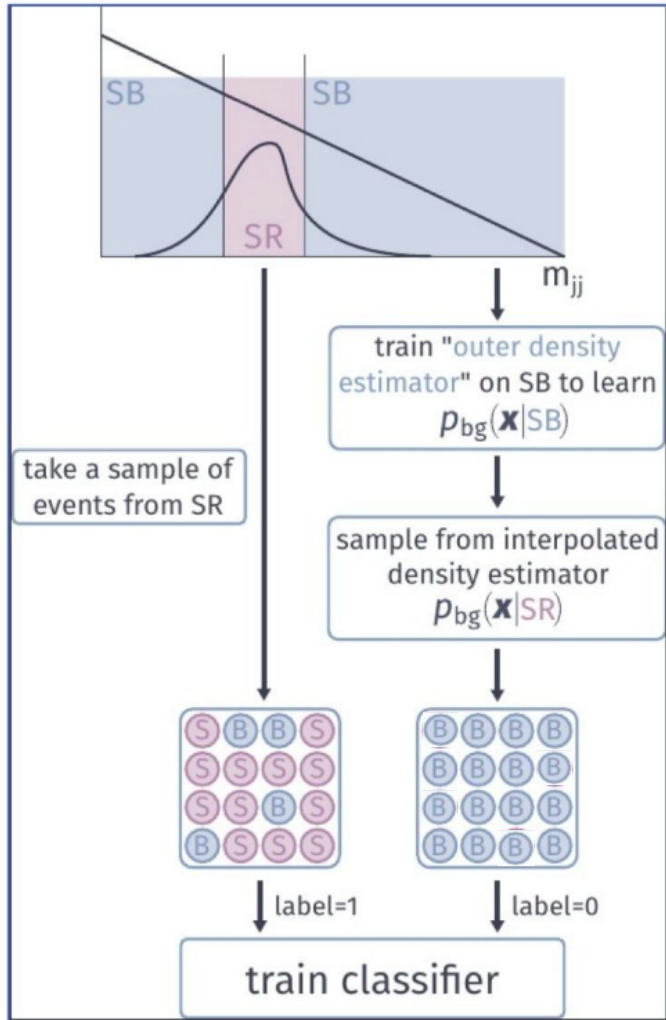 SB SB
SR
m_jj
train "outer density
estimator" on SB to learn
p_bg(x|SB)
take a sample of
events from SR
sample from interpolated
density estimator
p_bg(x|SR)
S B B S
S S S S
S S B S
B S S S
B B B B
B B B B
B B B B
B B B B
label=1
label=0
train classifier